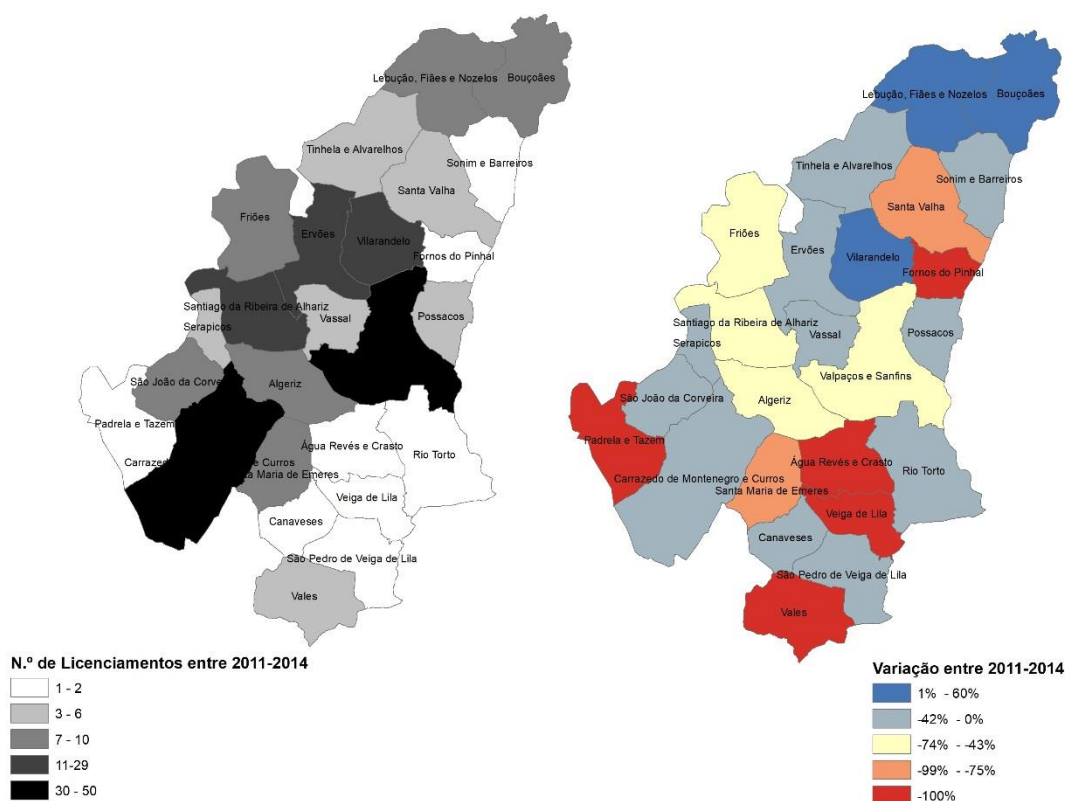 Lebução, Fiães e Nozelos
Bouçoães
Tinhela e Alvarelhos
Sonim e Barreiros
Santa Valha
Friões
Ervões
Vilarandelo
Fornos do Pinhal
Santiago da Ribeira de Alhariz
Possacos
Serapicos
Vassal
São João da Corve
Algeriz
Padrela e Tazem
Água Revés e Crasto
Rio Torto
Carrazedo
e Curros
ta Maria de Emeres
Veiga de Lila
Canaveses
São Pedro de Veiga de Lila
Vales
N.º de Licenciamentos entre 2011-2014
1 - 2
3 - 6
7 - 10
11-29
30 - 50
Lebução, Fiães e Nozelos
Bouçoães
Tinhela e Alvarelhos
Sonim e Barreiros
Santa Valha
Friões
Ervões
Vilarandelo
Fornos do Pinhal
Santiago da Ribeira de Alhariz
Possacos
Serapicos
Vassal
Valpaços e Sanfins
São João da Corveira
Algeriz
Padrela e Tazem
Água Revés e Crasto
Rio Torto
Carrazedo de Montenegro e Curros
Santa Maria de Emeres
Veiga de Lila
Canaveses
São Pedro de Veiga de Lila
Vales
Variação entre 2011-2014
1% - 60%
-42% - 0%
-74% - -43%
-99% - -75%
-100%